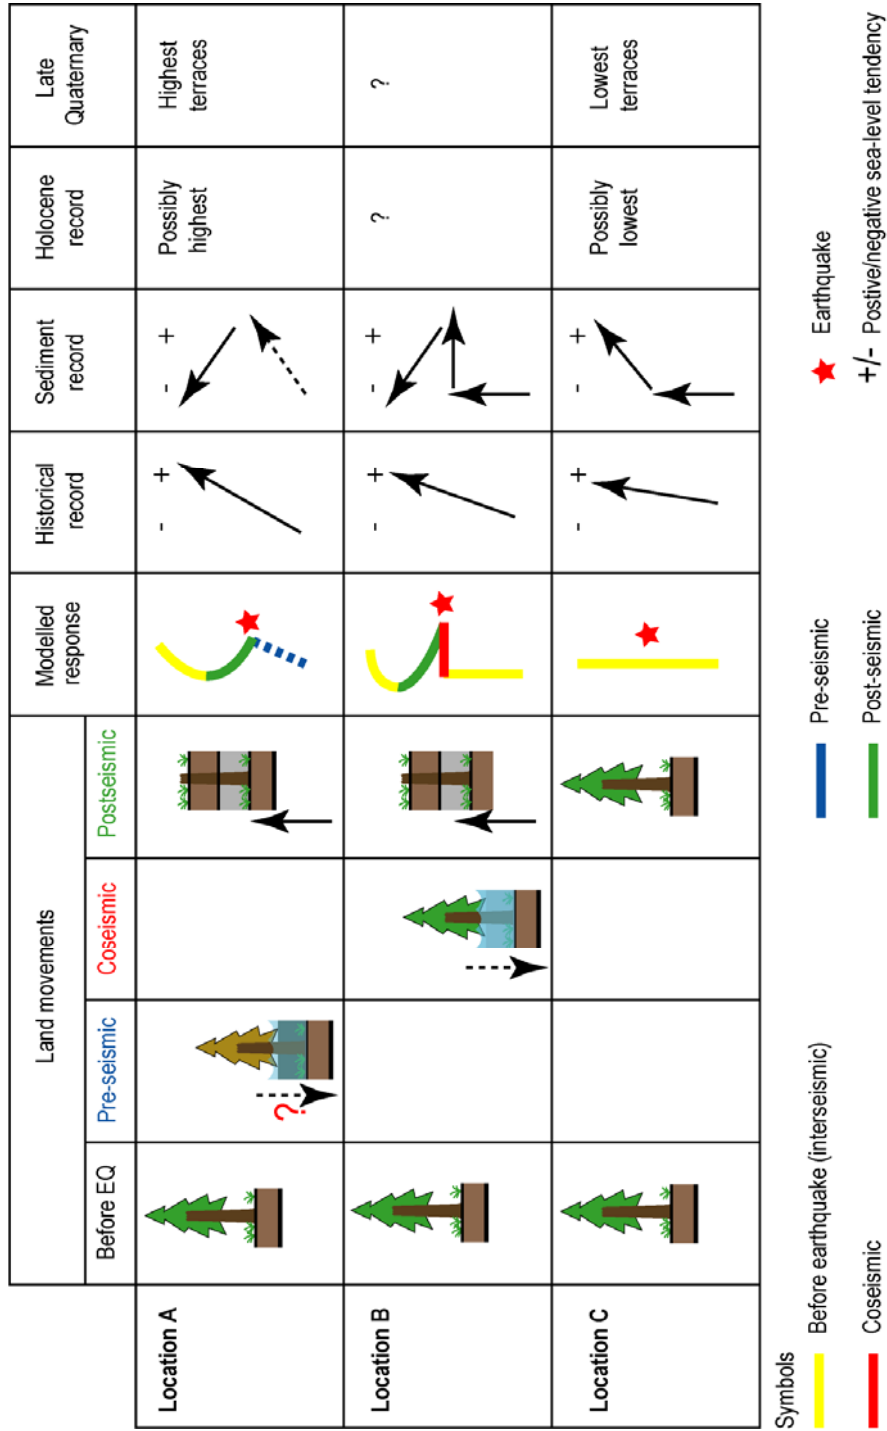 Land movements
Modelled
response
Historical
record
Sediment
record
Holocene
record
Late
Quaternary
Before EQ
Pre-seismic
Coseismic
Postseismic
Location A
?
- +
- +
Possibly
highest
Highest
terraces
Location B
- +
- +
?
?
Location C
- +
- +
Possibly
lowest
Lowest
terraces
Symbols
Before earthquake (interseismic)
Pre-seismic
Earthquake
Coseismic
Post-seismic
+/- Postive/negative sea-level tendency